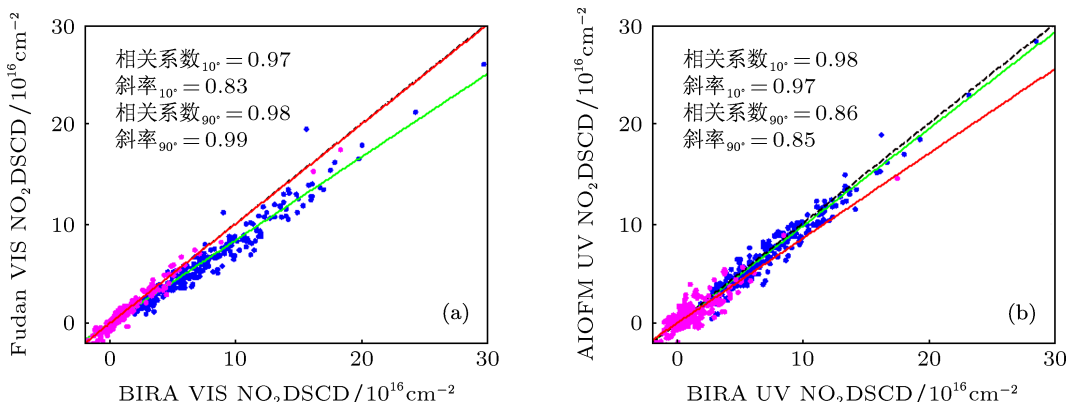 30
20
10
0
相关系数10°=0.97
斜率10°=0.83
相关系数90°=0.98
斜率90°=0.99
(a)
0 10 20 30
BIRA VIS NO2DSCD/10^16cm−2
Fudan VIS NO2DSCD/10^16cm−2
30
20
10
0
相关系数10°=0.98
斜率10°=0.97
相关系数90°=0.86
斜率90°=0.85
(b)
0 10 20 30
BIRA UV NO2DSCD/10^16cm−2
AIOFM UV NO2DSCD/10^16cm−2